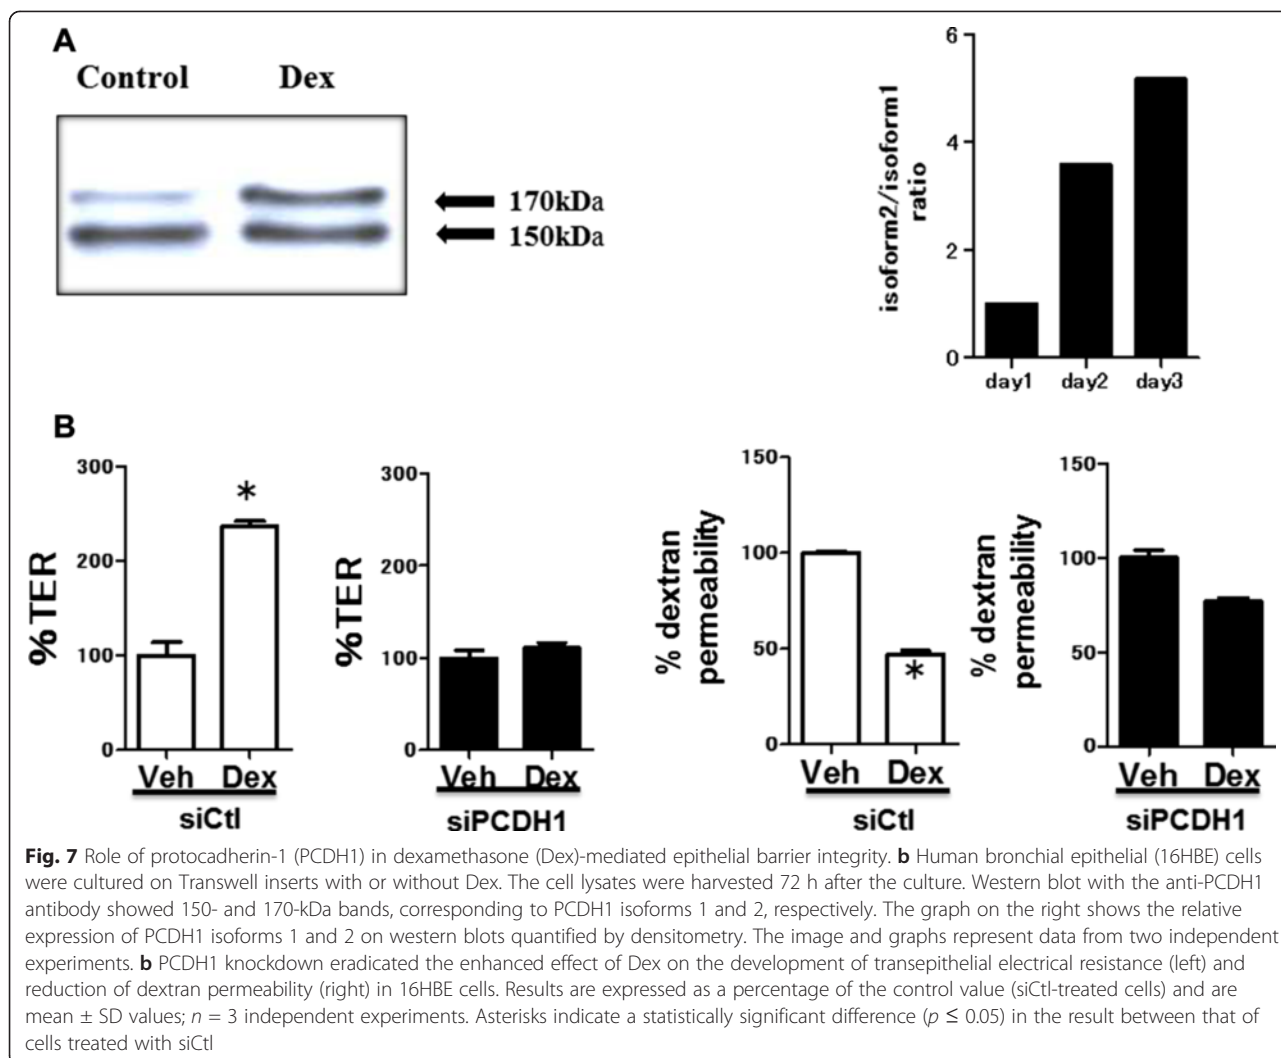 A
Control Dex
170kDa
150kDa
isoform2/isoform1
ratio
6
4
2
0
day1 day2 day3
B
%TER
300
200
100
0
Veh Dex
siCtl
%TER
300
200
100
0
Veh Dex
siPCDH1
% dextran
permeability
150
100
50
0
Veh Dex
siCtl
% dextran
permeability
150
100
50
0
Veh Dex
siPCDH1
*
*
Fig. 7 Role of protocadherin-1 (PCDH1) in dexamethasone (Dex)-mediated epithelial barrier integrity. b Human bronchial epithelial (16HBE) cells
were cultured on Transwell inserts with or without Dex. The cell lysates were harvested 72 h after the culture. Western blot with the anti-PCDH1
antibody showed 150- and 170-kDa bands, corresponding to PCDH1 isoforms 1 and 2, respectively. The graph on the right shows the relative
expression of PCDH1 isoforms 1 and 2 on western blots quantified by densitometry. The image and graphs represent data from two independent
experiments. b PCDH1 knockdown eradicated the enhanced effect of Dex on the development of transepithelial electrical resistance (left) and
reduction of dextran permeability (right) in 16HBE cells. Results are expressed as a percentage of the control value (siCtl-treated cells) and are
mean ± SD values; n = 3 independent experiments. Asterisks indicate a statistically significant difference (p ≤ 0.05) in the result between that of
cells treated with siCtl